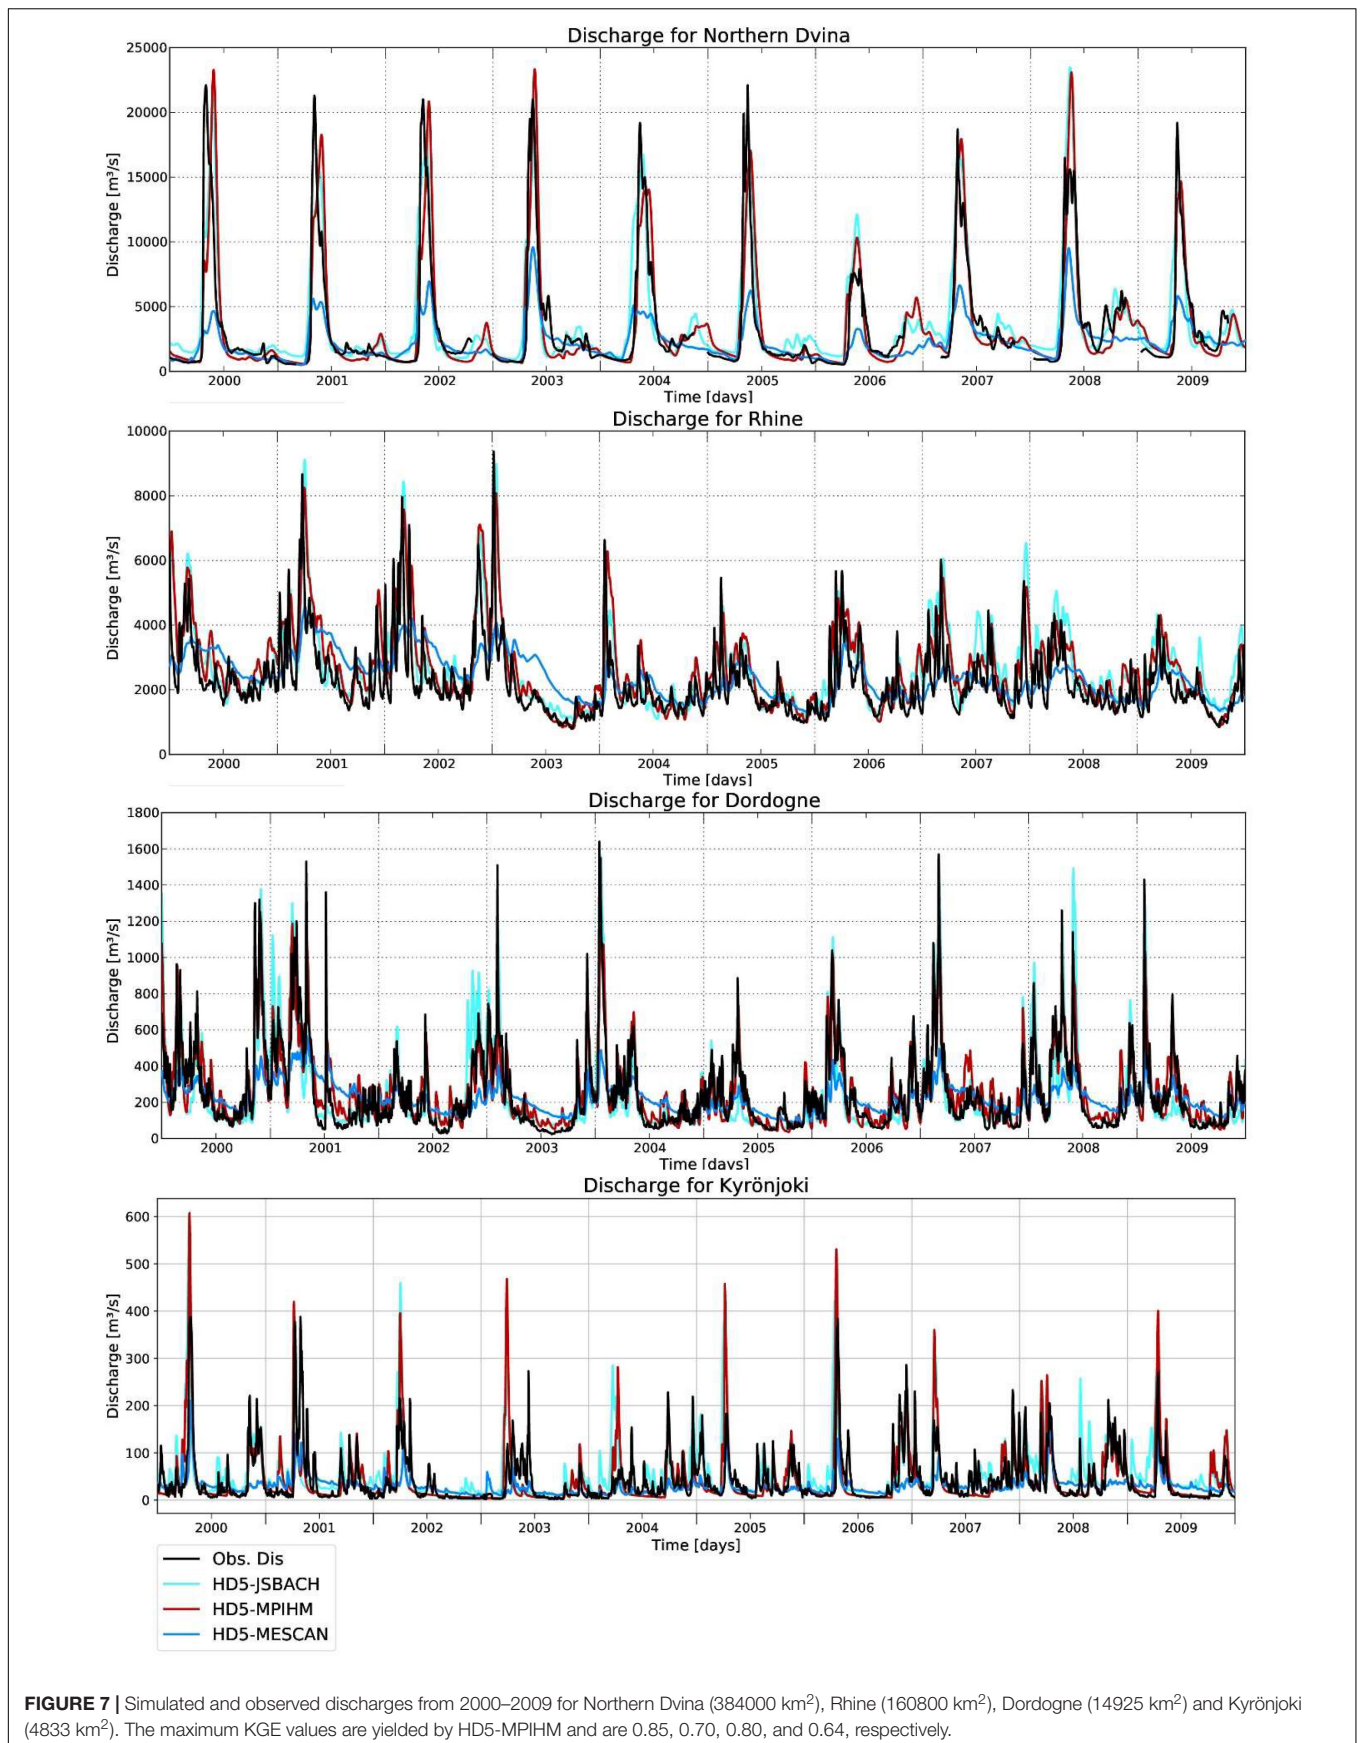 Discharge for Northern Dvina
25000
20000
15000
10000
5000
0
Discharge [m³/s]
2000 2001 2002 2003 2004 2005 2006 2007 2008 2009
Time [days]
Discharge for Rhine
10000
8000
6000
4000
2000
0
Discharge [m³/s]
2000 2001 2002 2003 2004 2005 2006 2007 2008 2009
Time [days]
Discharge for Dordogne
1800
1600
1400
1200
1000
800
600
400
200
0
Discharge [m³/s]
2000 2001 2002 2003 2004 2005 2006 2007 2008 2009
Time [days]
Discharge for Kyrönjoki
600
500
400
300
200
100
0
Discharge [m³/s]
2000 2001 2002 2003 2004 2005 2006 2007 2008 2009
Time [days]
Obs. Dis
HD5-JSBACH
HD5-MPIHM
HD5-MESCAN
FIGURE 7 | Simulated and observed discharges from 2000–2009 for Northern Dvina (384000 km²), Rhine (160800 km²), Dordogne (14925 km²) and Kyrönjoki
(4833 km²). The maximum KGE values are yielded by HD5-MPIHM and are 0.85, 0.70, 0.80, and 0.64, respectively.